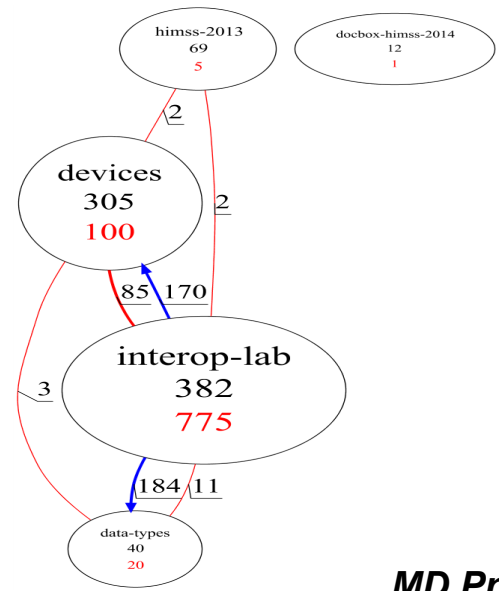 himss-2013
69
5
docbox-himss-2014
12
1
2
devices
305
100
2
85
170
interop-lab
382
775
3
184
11
data-types
40
20
MD Pr